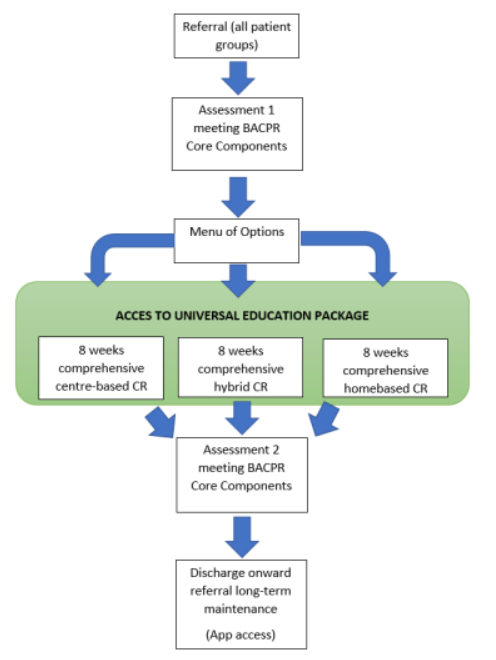 Referral (all patient
groups)
Assessment 1
meeting BACPR
Core Components
Menu of Options
ACCES TO UNIVERSAL EDUCATION PACKAGE
8 weeks
comprehensive
centre-based CR
8 weeks
comprehensive
hybrid CR
8 weeks
comprehensive
homebased CR
Assessment 2
meeting BACPR
Core Components
Discharge onward
referral long-term
maintenance
(App access)